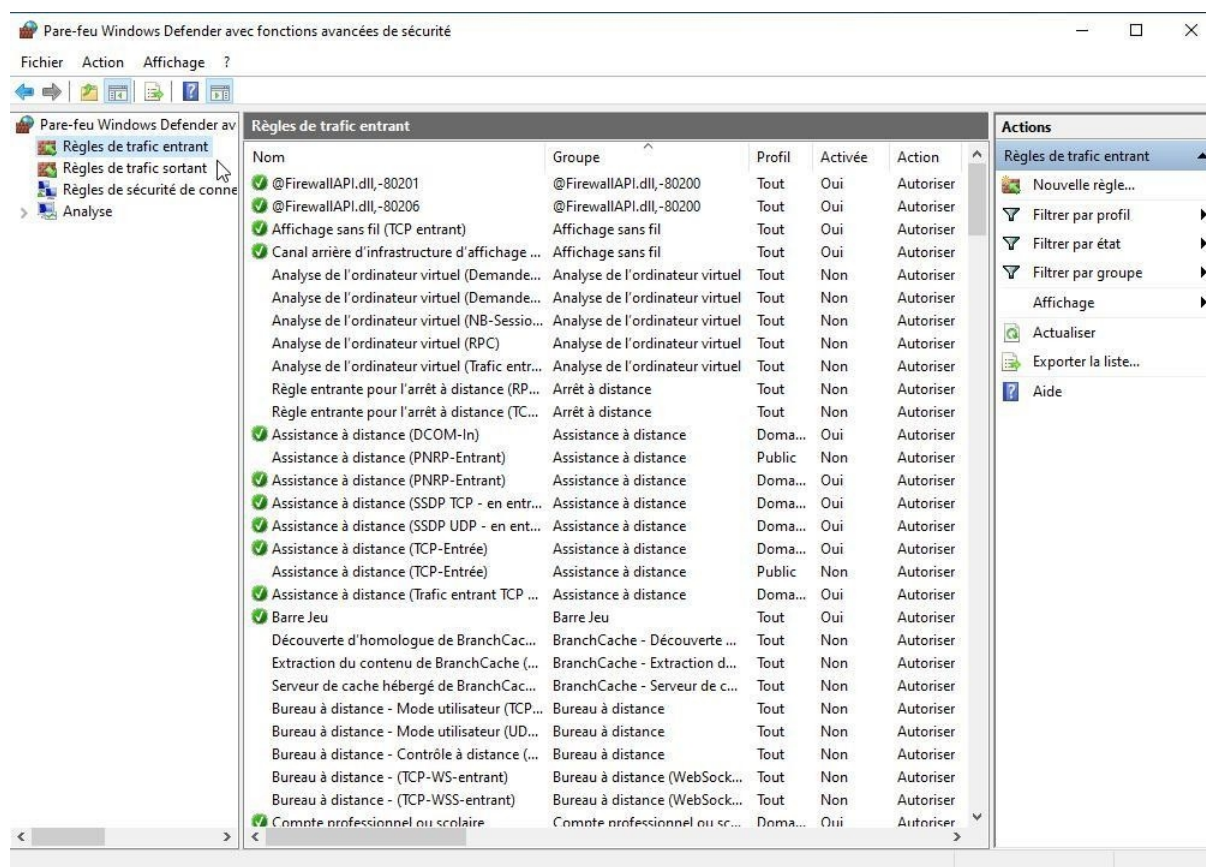 Pare-feu Windows Defender avec fonctions avancées de sécurité
Fichier Action Affichage ?
Pare-feu Windows Defender av
Règles de trafic entrant
Règles de trafic sortant
Règles de sécurité de conne
Analyse
Règles de trafic entrant
Nom Groupe Profil Activée Action
@FirewallAPI.dll,-80201 @FirewallAPI.dll,-80200 Tout Oui Autoriser
@FirewallAPI.dll,-80206 @FirewallAPI.dll,-80200 Tout Oui Autoriser
Affichage sans fil (TCP entrant) Affichage sans fil Tout Oui Autoriser
Canal arrière d'infrastructure d'affichage ... Affichage sans fil Tout Oui Autoriser
Analyse de l'ordinateur virtuel (Demande... Analyse de l'ordinateur virtuel Tout Non Autoriser
Analyse de l'ordinateur virtuel (Demande... Analyse de l'ordinateur virtuel Tout Non Autoriser
Analyse de l'ordinateur virtuel (NB-Sessio... Analyse de l'ordinateur virtuel Tout Non Autoriser
Analyse de l'ordinateur virtuel (RPC) Analyse de l'ordinateur virtuel Tout Non Autoriser
Analyse de l'ordinateur virtuel (Trafic entr... Analyse de l'ordinateur virtuel Tout Non Autoriser
Règle entrante pour l'arrêt à distance (RP... Arrêt à distance Tout Non Autoriser
Règle entrante pour l'arrêt à distance (TC... Arrêt à distance Tout Non Autoriser
Assistance à distance (DCOM-In) Assistance à distance Doma... Oui Autoriser
Assistance à distance (PNRP-Entrant) Assistance à distance Public Non Autoriser
Assistance à distance (PNRP-Entrant) Assistance à distance Doma... Oui Autoriser
Assistance à distance (SSDP TCP - en entr... Assistance à distance Doma... Oui Autoriser
Assistance à distance (SSDP UDP - en ent... Assistance à distance Doma... Oui Autoriser
Assistance à distance (TCP-Entrée) Assistance à distance Doma... Oui Autoriser
Assistance à distance (TCP-Entrée) Assistance à distance Public Non Autoriser
Assistance à distance (Trafic entrant TCP ... Assistance à distance Doma... Oui Autoriser
Barre Jeu Barre Jeu Tout Oui Autoriser
Découverte d'homologue de BranchCac... BranchCache - Découverte ... Tout Non Autoriser
Extraction du contenu de BranchCache (... BranchCache - Extraction d... Tout Non Autoriser
Serveur de cache hébergé de BranchCac... BranchCache - Serveur de c... Tout Non Autoriser
Bureau à distance - Mode utilisateur (TCP... Bureau à distance Tout Non Autoriser
Bureau à distance - Mode utilisateur (UD... Bureau à distance Tout Non Autoriser
Bureau à distance - Contrôle à distance (... Bureau à distance Tout Non Autoriser
Bureau à distance - (TCP-WS-entrant) Bureau à distance (WebSock... Tout Non Autoriser
Bureau à distance - (TCP-WSS-entrant) Bureau à distance (WebSock... Tout Non Autoriser
Compte professionnel ou scolaire Compte professionnel ou sc... Doma... Oui Autoriser
Actions
Règles de trafic entrant
Nouvelle règle...
Filtrer par profil
Filtrer par état
Filtrer par groupe
Affichage
Actualiser
Exporter la liste...
Aide